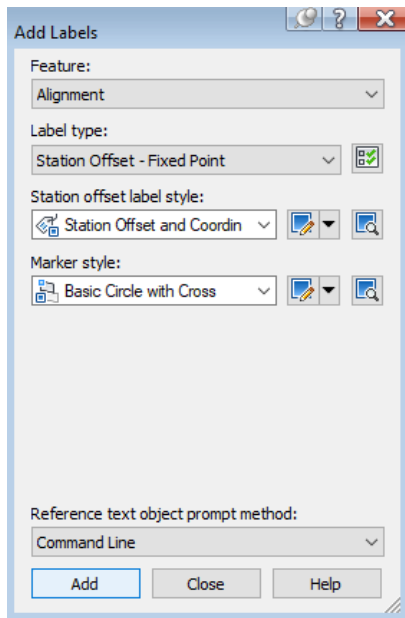 Add Labels
?
Feature:
Alignment
Label type:
Station Offset - Fixed Point
Station offset label style:
Station Offset and Coordin
Marker style:
Basic Circle with Cross
Reference text object prompt method:
Command Line
Add Close Help